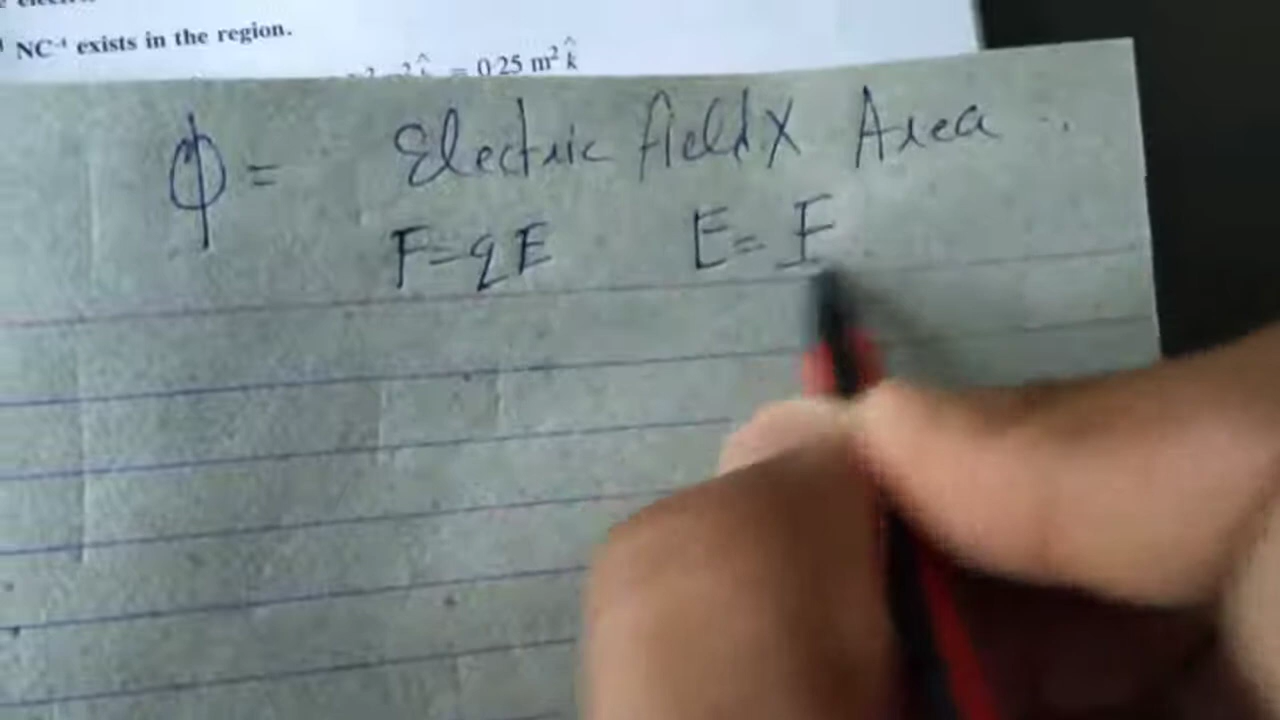 NC⁻¹ exists in the region.
= 0·25 m² k̂
Φ = Electric field X Area
F=qE E= F